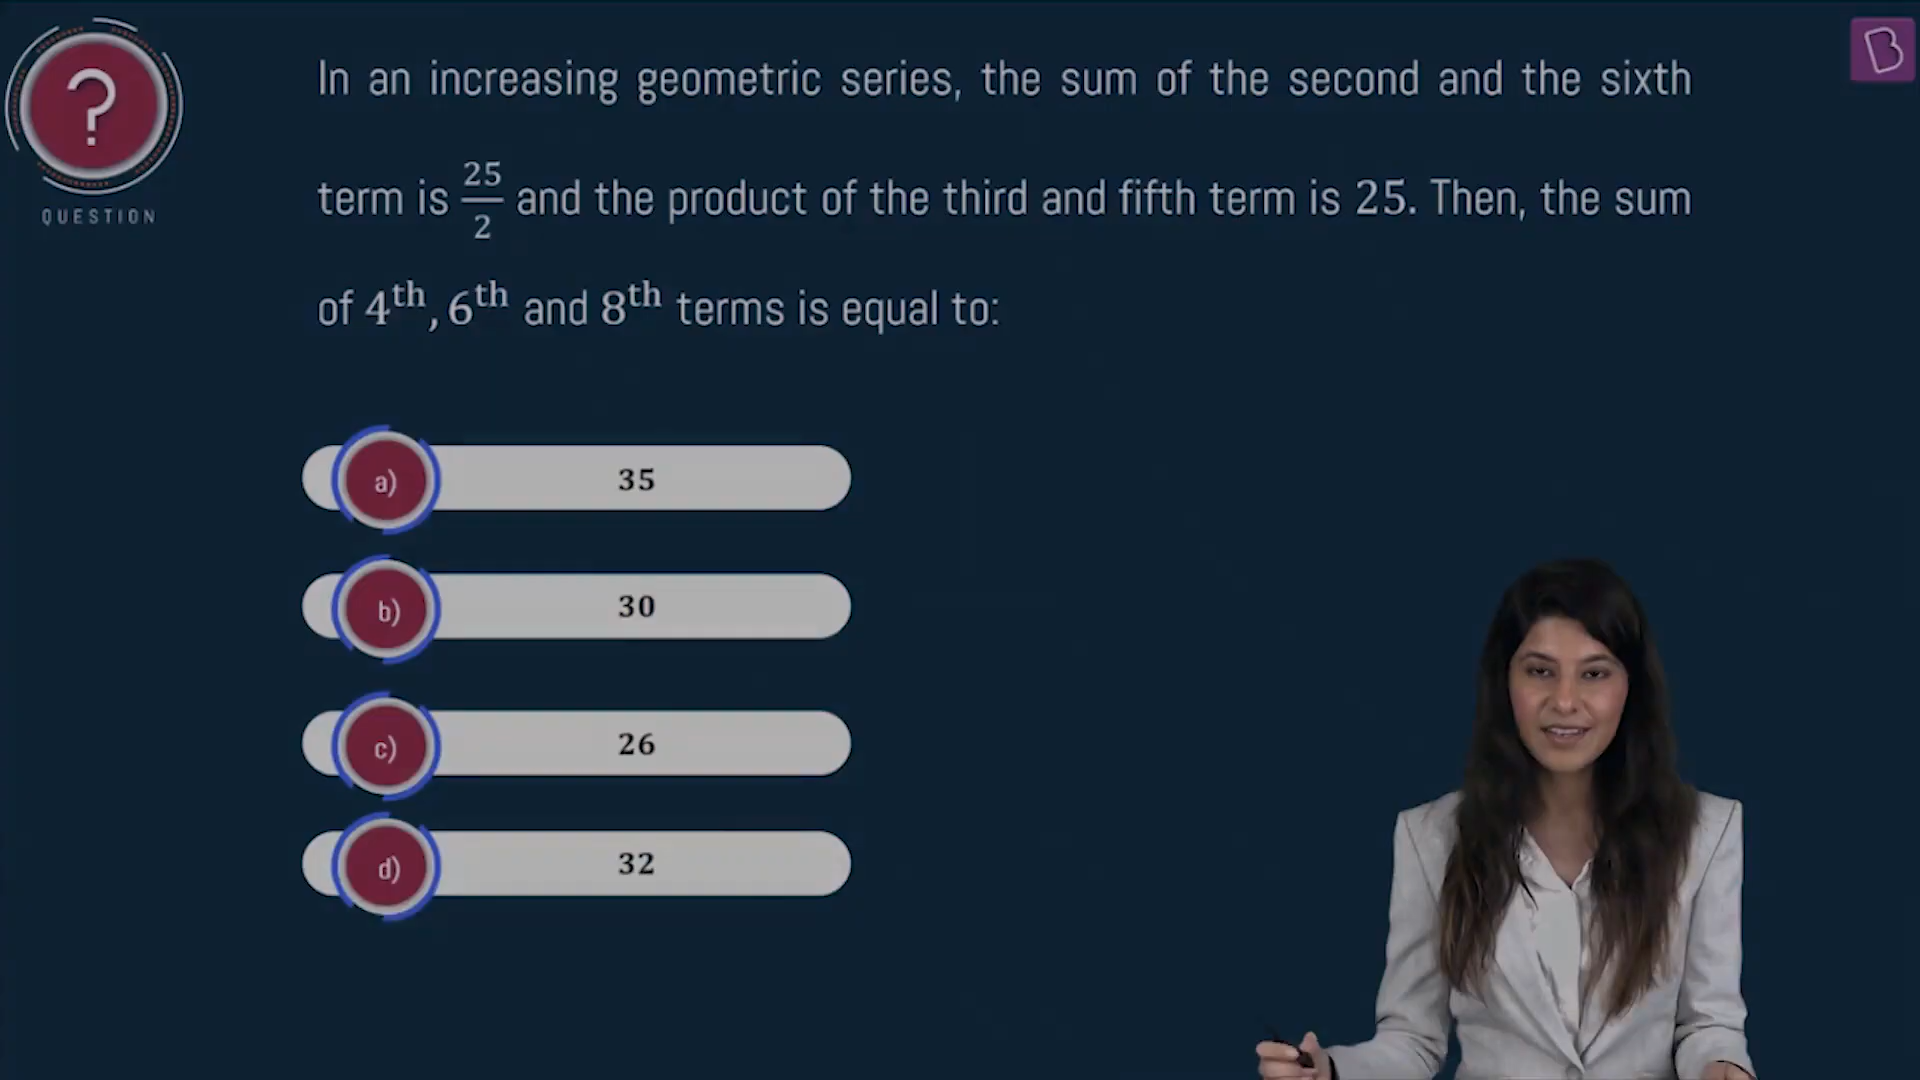 In an increasing geometric series, the sum of the second and the sixth
term is 25/2 and the product of the third and fifth term is 25. Then, the sum
of 4th, 6th and 8th terms is equal to:
?
QUESTION
B
a) 35
b) 30
c) 26
d) 32